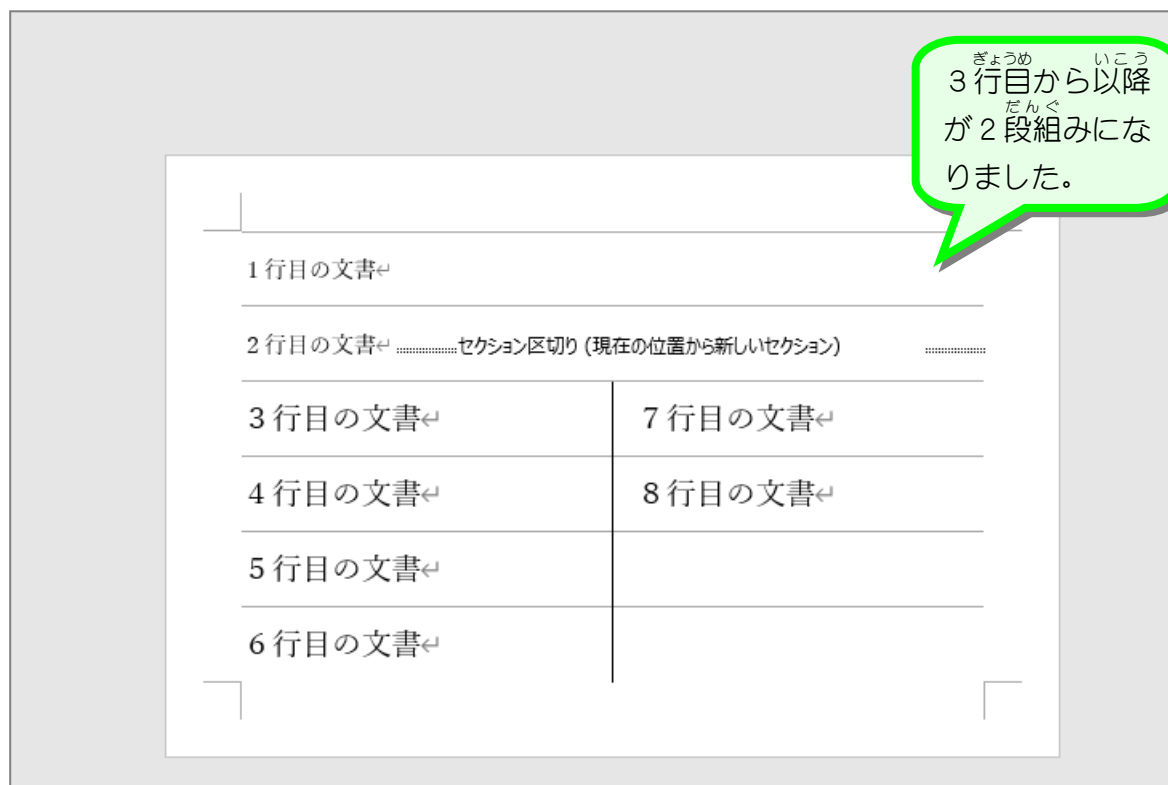 3行目から以降
が2段組みにな
りました。
1行目の文書↵
2行目の文書↵ セクション区切り (現在の位置から新しいセクション)
3行目の文書↵
4行目の文書↵
5行目の文書↵
6行目の文書↵
7行目の文書↵
8行目の文書↵